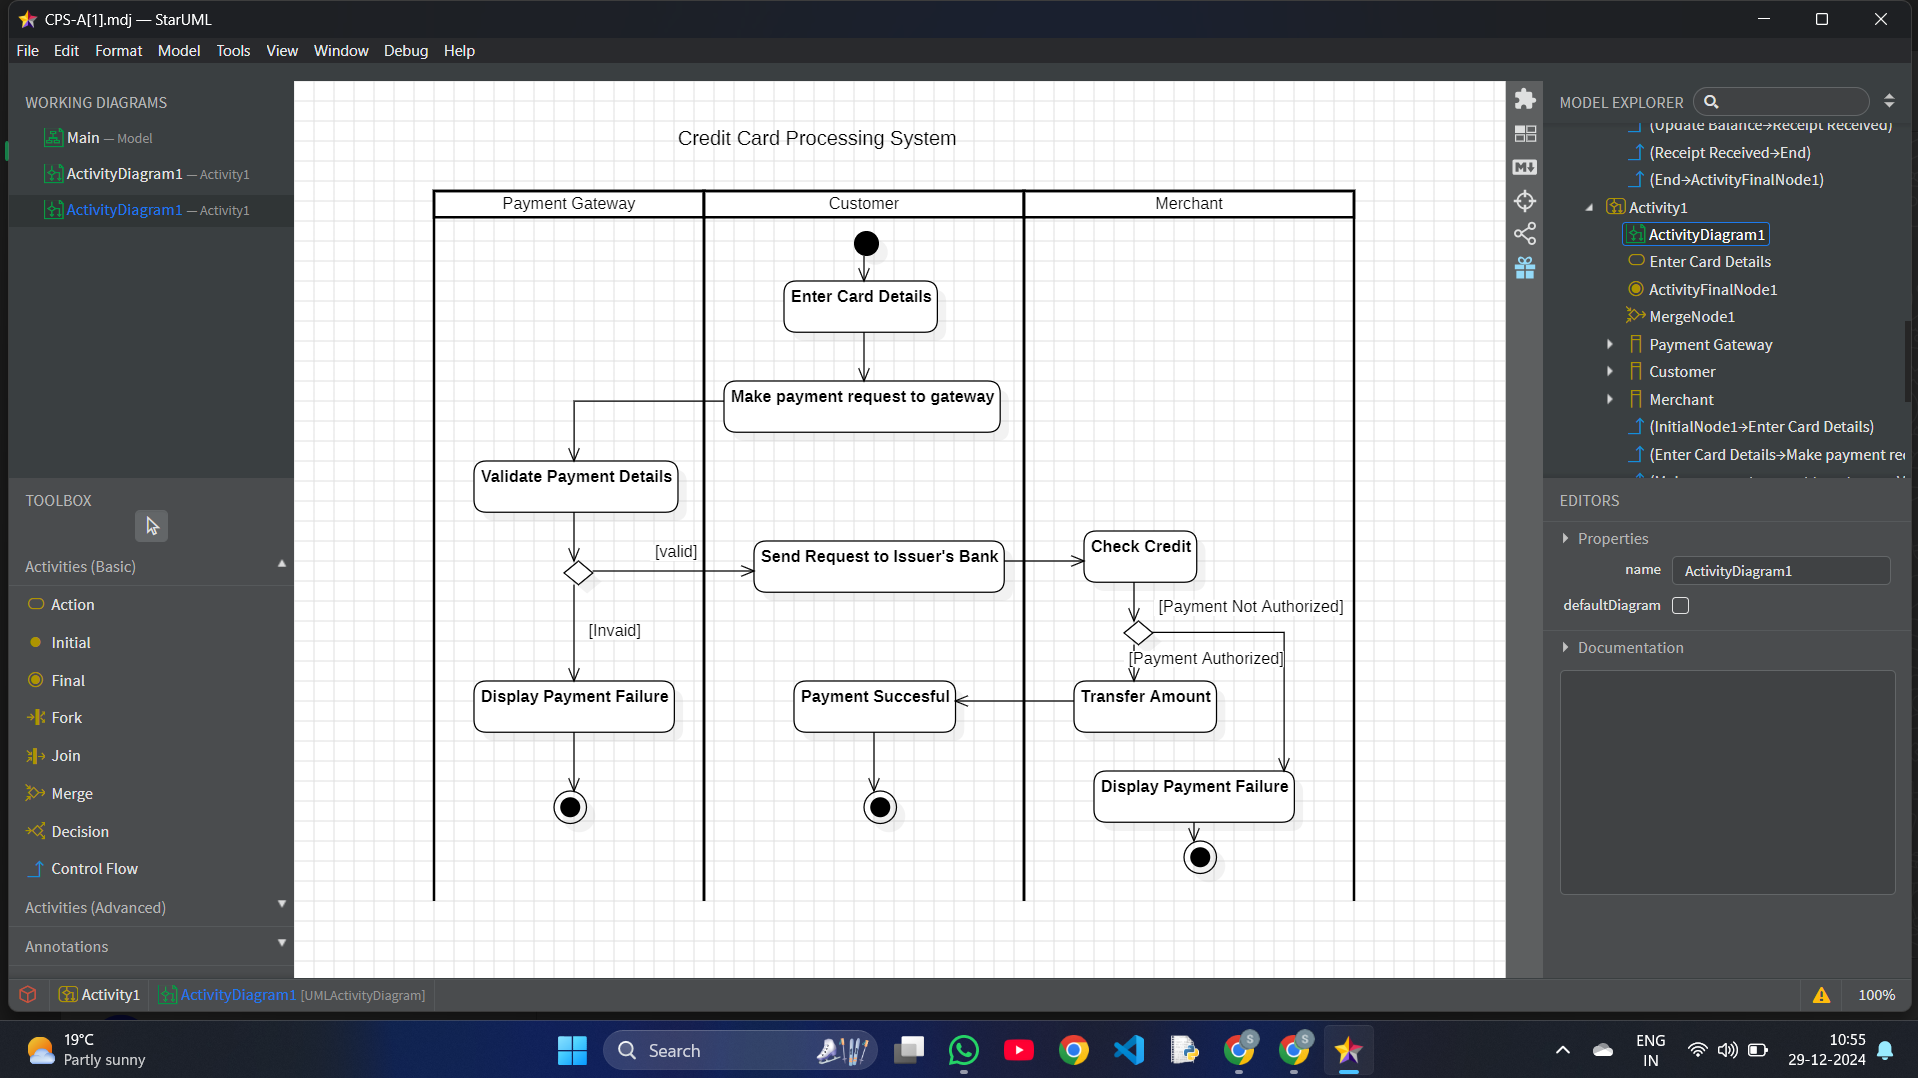 CPS-A[1].mdj — StarUML
File Edit Format Model Tools View Window Debug Help
WORKING DIAGRAMS
Main — Model
ActivityDiagram1 — Activity1
ActivityDiagram1 — Activity1
TOOLBOX
Activities (Basic)
Action
Initial
Final
Fork
Join
Merge
Decision
Control Flow
Activities (Advanced)
Annotations
Credit Card Processing System
Payment Gateway Customer Merchant
Enter Card Details
Make payment request to gateway
Validate Payment Details
[valid]
Send Request to Issuer's Bank
Check Credit
[Payment Not Authorized]
[Invaid]
[Payment Authorized]
Display Payment Failure
Payment Succesful
Transfer Amount
Display Payment Failure
MODEL EXPLORER
(Update Balance→Receipt Received)
(Receipt Received→End)
(End→ActivityFinalNode1)
Activity1
ActivityDiagram1
Enter Card Details
ActivityFinalNode1
MergeNode1
Payment Gateway
Customer
Merchant
(InitialNode1→Enter Card Details)
(Enter Card Details→Make payment re
EDITORS
Properties
name ActivityDiagram1
defaultDiagram
Documentation
Activity1 ActivityDiagram1 [UMLActivityDiagram]
100%
19°C
Partly sunny
Search
ENG
IN
10:55
29-12-2024